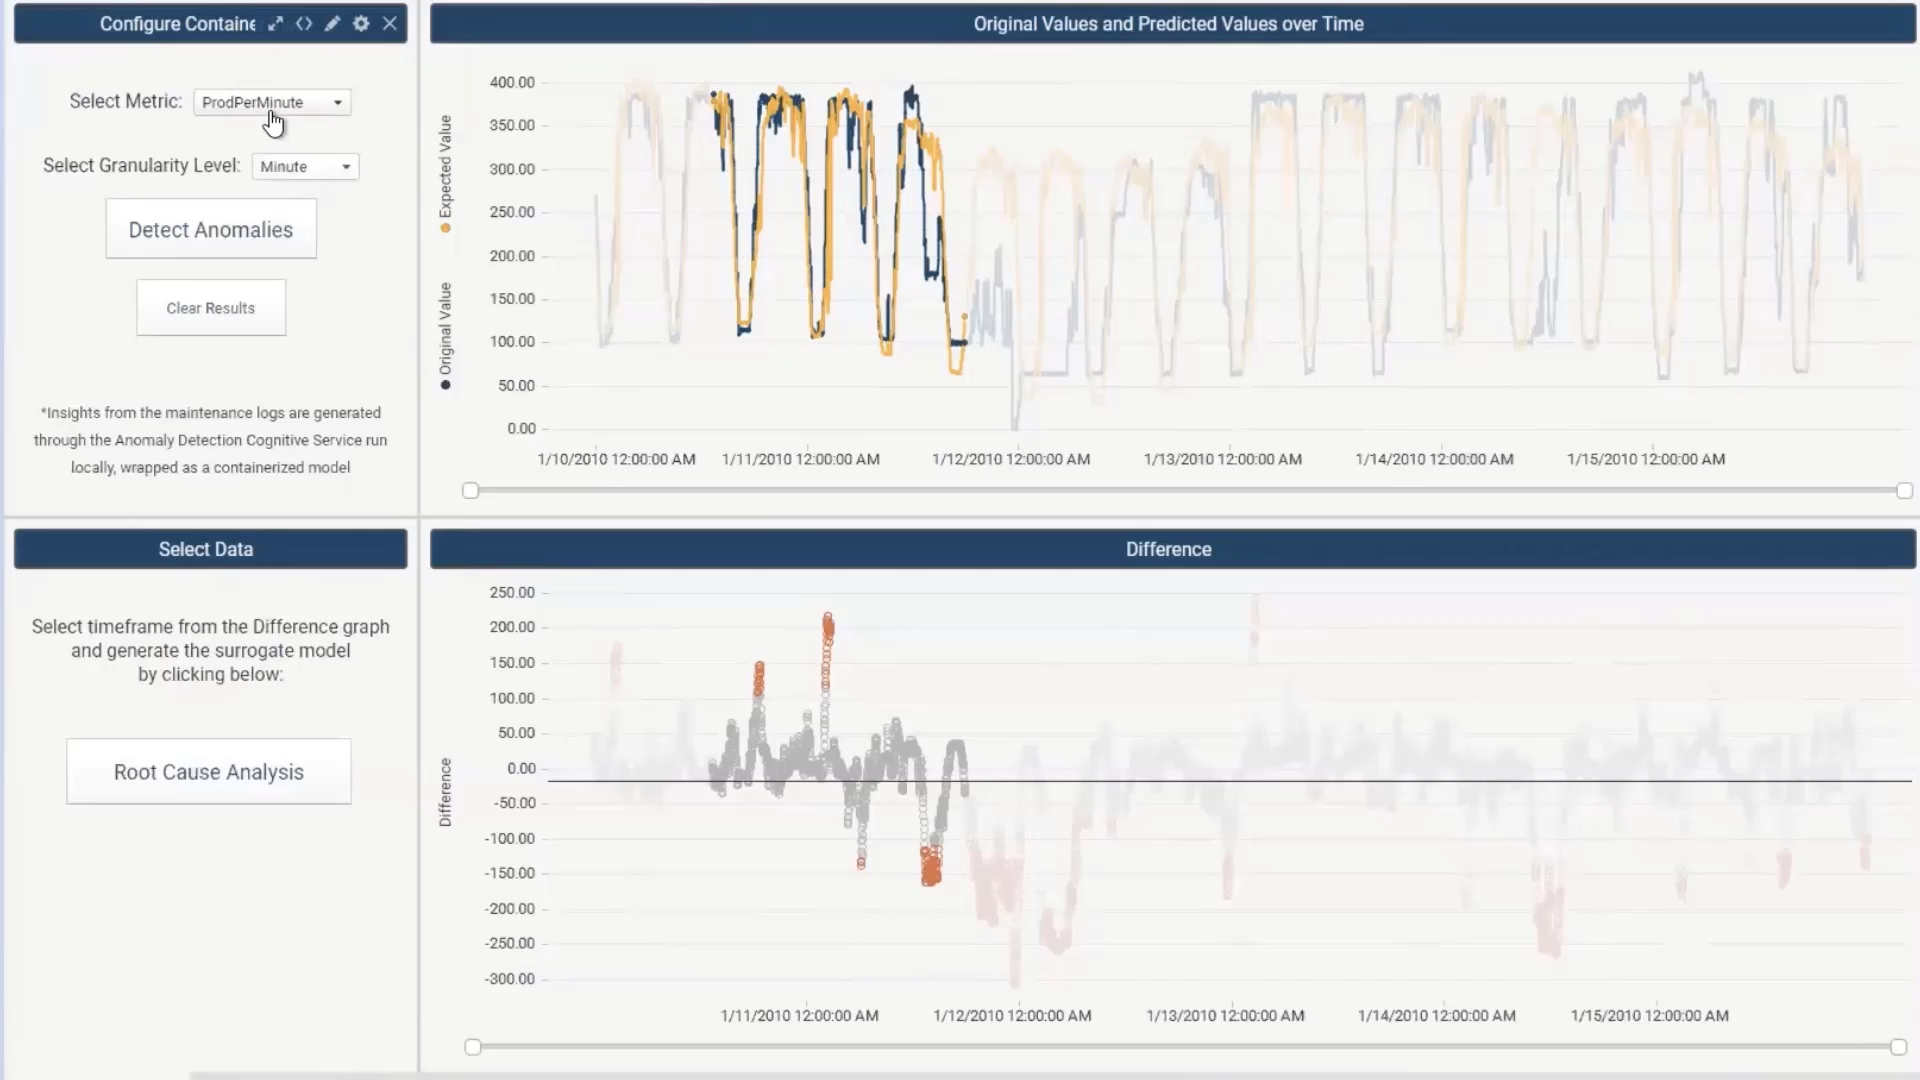 Configure Containe
Select Metric: ProdPerMinute
Select Granularity Level: Minute
Detect Anomalies
Clear Results
*Insights from the maintenance logs are generated
through the Anomaly Detection Cognitive Service run
locally, wrapped as a containerized model
Original Values and Predicted Values over Time
Expected Value
Original Value
400.00
350.00
300.00
250.00
200.00
150.00
100.00
50.00
0.00
1/10/2010 12:00:00 AM
1/11/2010 12:00:00 AM
1/12/2010 12:00:00 AM
1/13/2010 12:00:00 AM
1/14/2010 12:00:00 AM
1/15/2010 12:00:00 AM
Select Data
Select timeframe from the Difference graph
and generate the surrogate model
by clicking below:
Root Cause Analysis
Difference
Difference
250.00
200.00
150.00
100.00
50.00
0.00
-50.00
-100.00
-150.00
-200.00
-250.00
-300.00
1/11/2010 12:00:00 AM
1/12/2010 12:00:00 AM
1/13/2010 12:00:00 AM
1/14/2010 12:00:00 AM
1/15/2010 12:00:00 AM